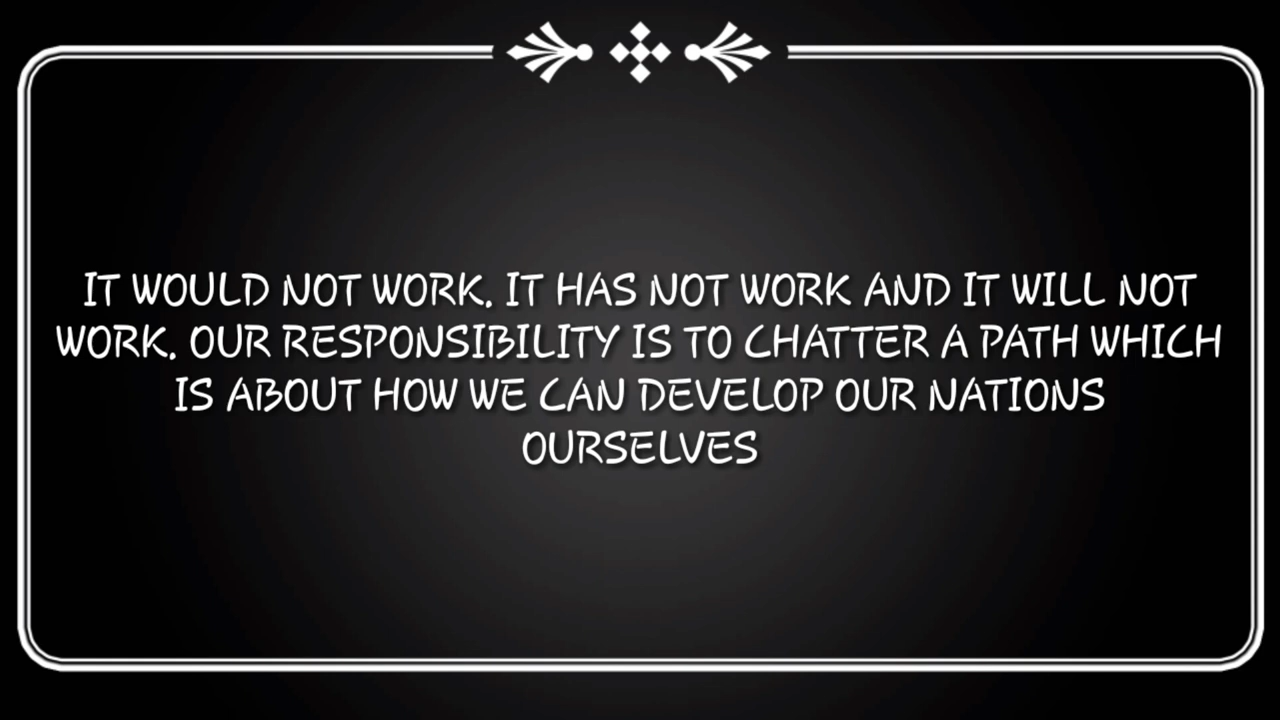 IT WOULD NOT WORK. IT HAS NOT WORK AND IT WILL NOT
WORK. OUR RESPONSIBILITY IS TO CHATTER A PATH WHICH
IS ABOUT HOW WE CAN DEVELOP OUR NATIONS
OURSELVES